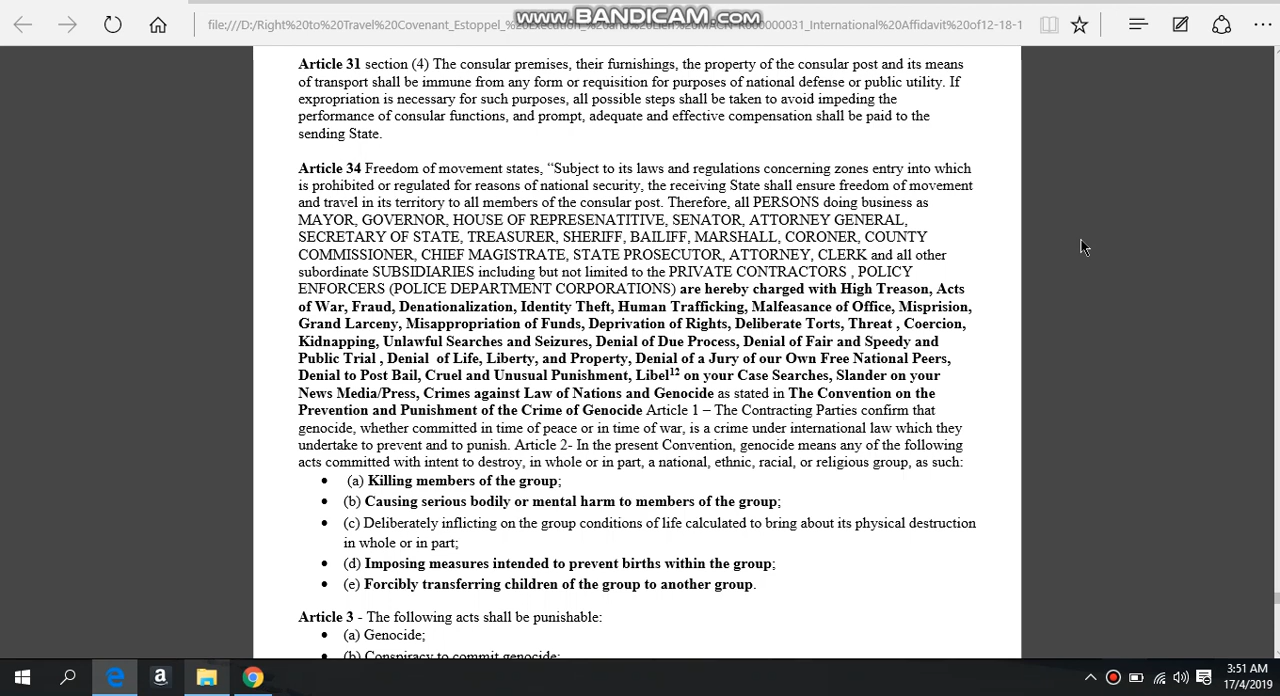 www.BANDICAM.com
file:///D:/Right%20to%20Travel%20Covenant_Estoppel_
_International%20Affidavit%20of12-18-1
Article 31 section (4) The consular premises, their furnishings, the property of the consular post and its means
of transport shall be immune from any form or requisition for purposes of national defense or public utility. If
expropriation is necessary for such purposes, all possible steps shall be taken to avoid impeding the
performance of consular functions, and prompt, adequate and effective compensation shall be paid to the
sending State.
Article 34 Freedom of movement states, “Subject to its laws and regulations concerning zones entry into which
is prohibited or regulated for reasons of national security, the receiving State shall ensure freedom of movement
and travel in its territory to all members of the consular post. Therefore, all PERSONS doing business as
MAYOR, GOVERNOR, HOUSE OF REPRESENATITIVE, SENATOR, ATTORNEY GENERAL,
SECRETARY OF STATE, TREASURER, SHERIFF, BAILIFF, MARSHALL, CORONER, COUNTY
COMMISSIONER, CHIEF MAGISTRATE, STATE PROSECUTOR, ATTORNEY, CLERK and all other
subordinate SUBSIDIARIES including but not limited to the PRIVATE CONTRACTORS , POLICY
ENFORCERS (POLICE DEPARTMENT CORPORATIONS) are hereby charged with High Treason, Acts
of War, Fraud, Denationalization, Identity Theft, Human Trafficking, Malfeasance of Office, Misprision,
Grand Larceny, Misappropriation of Funds, Deprivation of Rights, Deliberate Torts, Threat , Coercion,
Kidnapping, Unlawful Searches and Seizures, Denial of Due Process, Denial of Fair and Speedy and
Public Trial , Denial of Life, Liberty, and Property, Denial of a Jury of our Own Free National Peers,
Denial to Post Bail, Cruel and Unusual Punishment, Libel¹² on your Case Searches, Slander on your
News Media/Press, Crimes against Law of Nations and Genocide as stated in The Convention on the
Prevention and Punishment of the Crime of Genocide Article 1 – The Contracting Parties confirm that
genocide, whether committed in time of peace or in time of war, is a crime under international law which they
undertake to prevent and to punish. Article 2- In the present Convention, genocide means any of the following
acts committed with intent to destroy, in whole or in part, a national, ethnic, racial, or religious group, as such:
• (a) Killing members of the group;
• (b) Causing serious bodily or mental harm to members of the group;
• (c) Deliberately inflicting on the group conditions of life calculated to bring about its physical destruction
in whole or in part;
• (d) Imposing measures intended to prevent births within the group;
• (e) Forcibly transferring children of the group to another group.
Article 3 - The following acts shall be punishable:
• (a) Genocide;
• (b) Conspiracy to commit genocide;
3:51 AM
17/4/2019